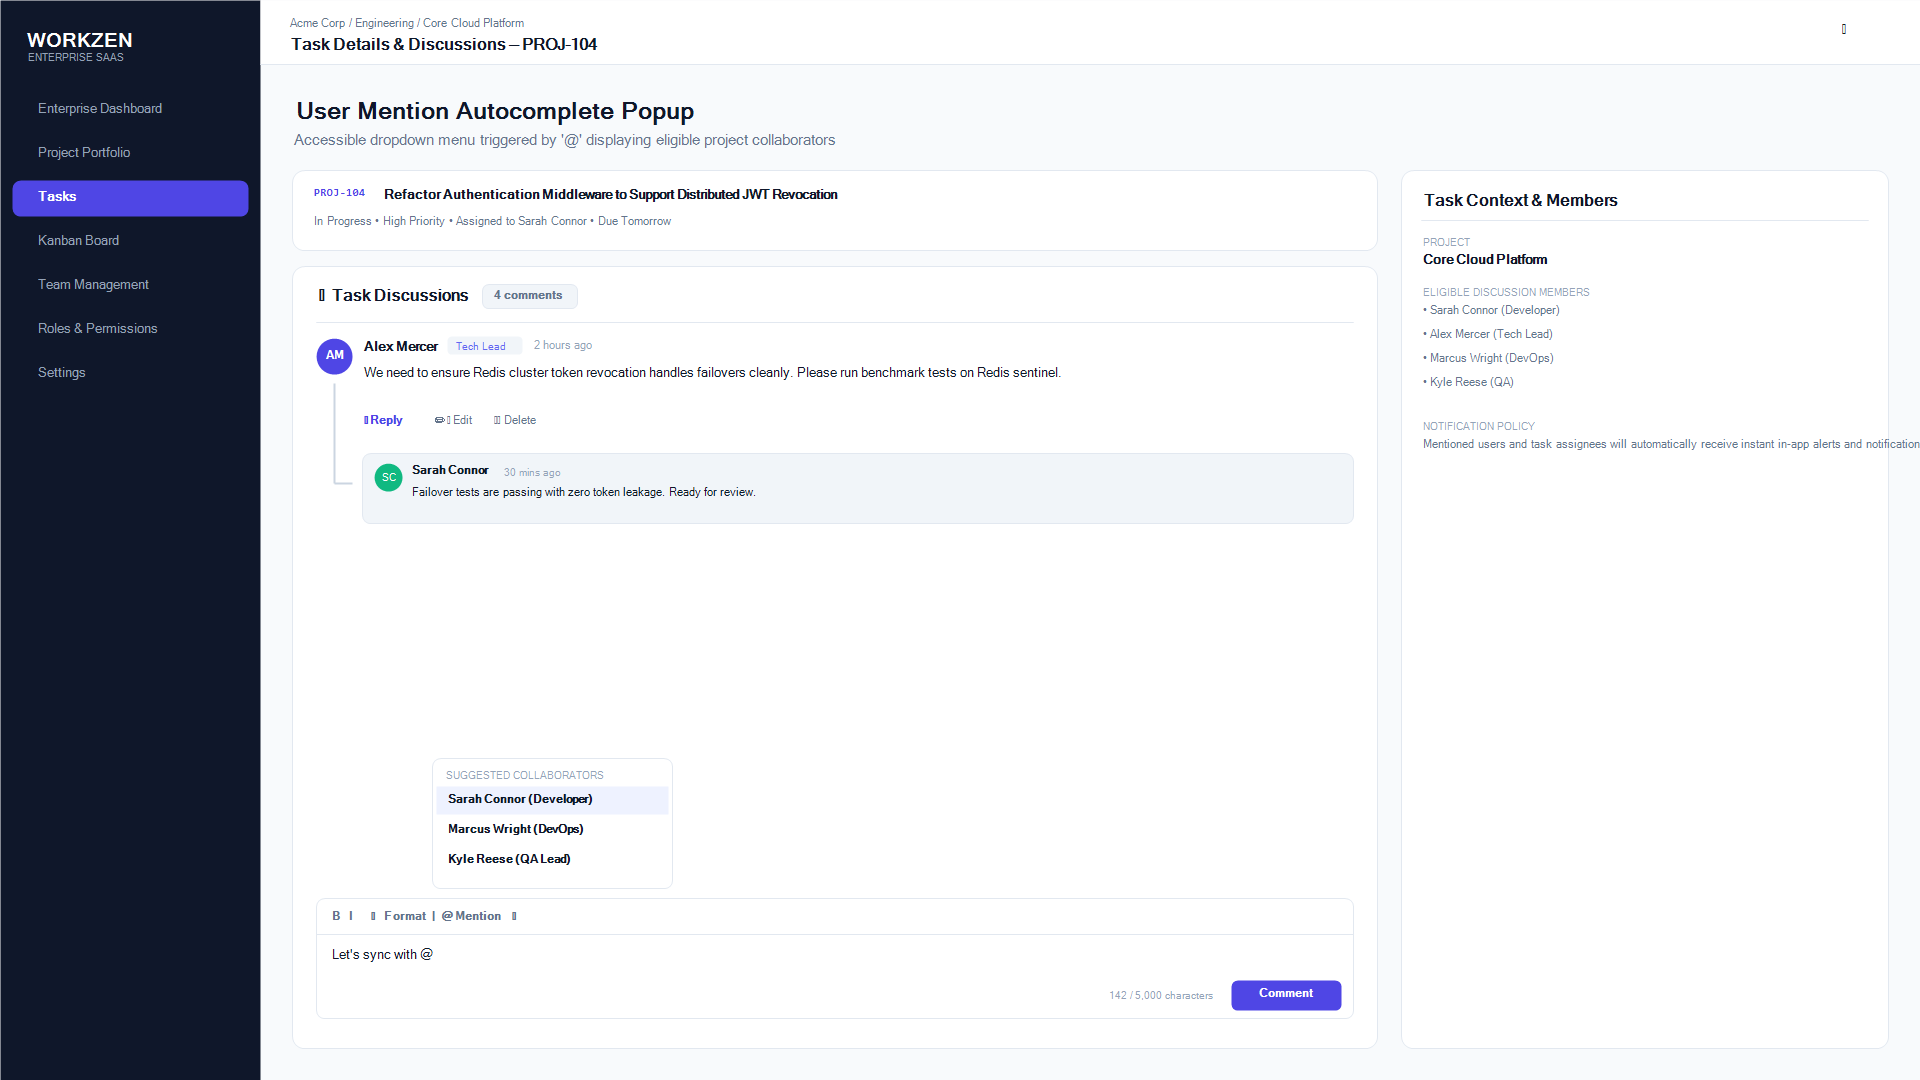 WORKZEN
ENTERPRISE SAAS
Enterprise Dashboard
Project Portfolio
Tasks
Kanban Board
Team Management
Roles & Permissions
Settings
Acme Corp / Engineering / Core Cloud Platform
Task Details & Discussions – PROJ-104
User Mention Autocomplete Popup
Accessible dropdown menu triggered by '@' displaying eligible project collaborators
PROJ-104 Refactor Authentication Middleware to Support Distributed JWT Revocation
In Progress • High Priority • Assigned to Sarah Connor • Due Tomorrow
Task Discussions 4 comments
AM Alex Mercer Tech Lead 2 hours ago
We need to ensure Redis cluster token revocation handles failovers cleanly. Please run benchmark tests on Redis sentinel.
Reply ✏ Edit Delete
SC Sarah Connor 30 mins ago
Failover tests are passing with zero token leakage. Ready for review.
SUGGESTED COLLABORATORS
Sarah Connor (Developer)
Marcus Wright (DevOps)
Kyle Reese (QA Lead)
B I Format | @ Mention
Let's sync with @
142 / 5,000 characters Comment
Task Context & Members
PROJECT
Core Cloud Platform
ELIGIBLE DISCUSSION MEMBERS
• Sarah Connor (Developer)
• Alex Mercer (Tech Lead)
• Marcus Wright (DevOps)
• Kyle Reese (QA)
NOTIFICATION POLICY
Mentioned users and task assignees will automatically receive instant in-app alerts and notification